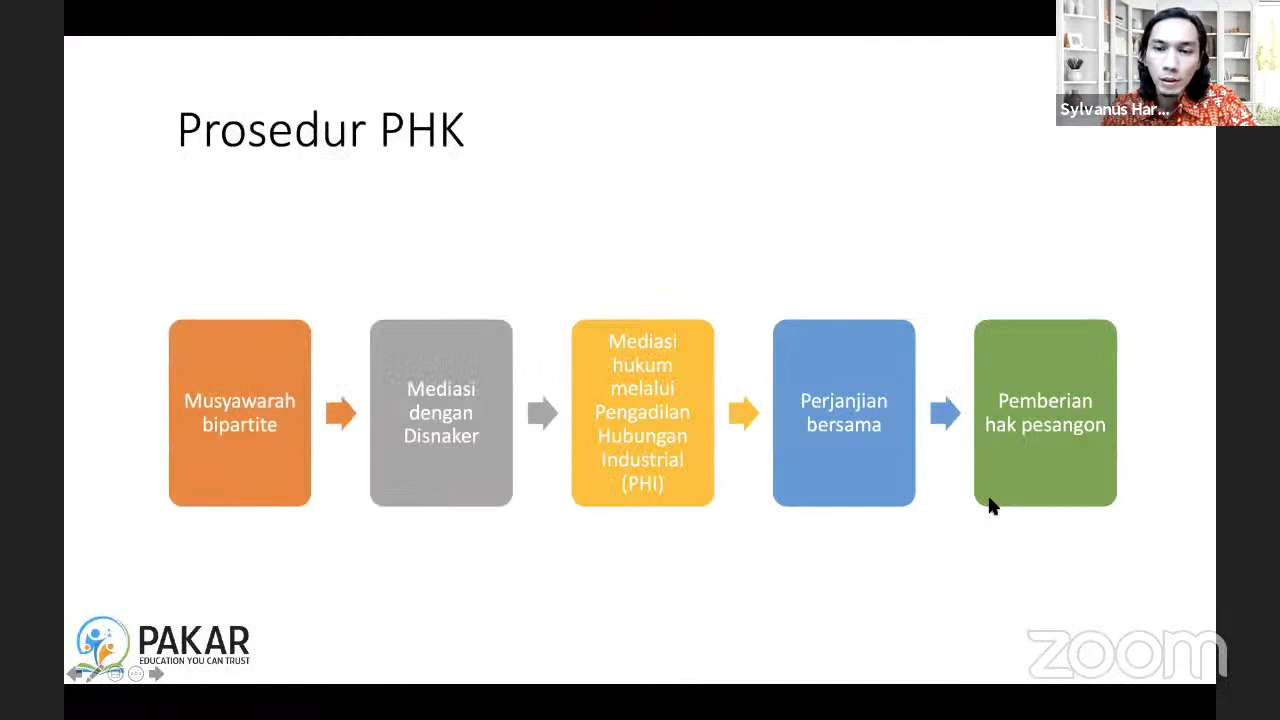 Sylvanus Har...
Prosedur PHK
Musyawarah
bipartite
Mediasi
dengan
Disnaker
Mediasi
hukum
melalui
Pengadilan
Hubungan
Industrial
(PHI)
Perjanjian
bersama
Pemberian
hak pesangon
PAKAR
EDUCATION YOU CAN TRUST
zoom